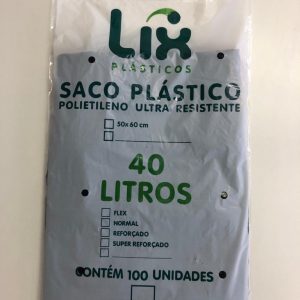 Lix
PLÁSTICOS
SACO PLÁSTICO
POLIETILENO ULTRA RESISTENTE
50x60 cm
40
LITROS
FLEX
NORMAL
REFORÇADO
SUPER REFORÇADO
CONTÉM 100 UNIDADES